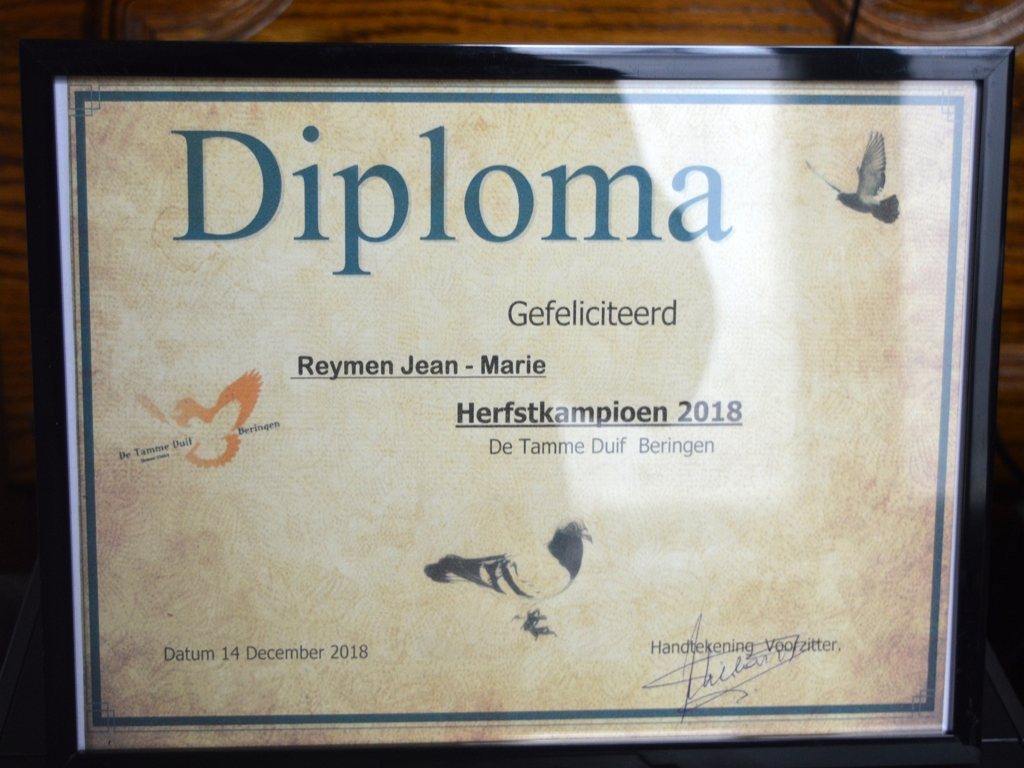 Diploma
Gefeliciteerd
Reymen Jean - Marie
Herfstkampioen 2018
De Tamme Duif Beringen
De Tamme Duif Beringen
Datum 14 December 2018
Handtekening Voorzitter.